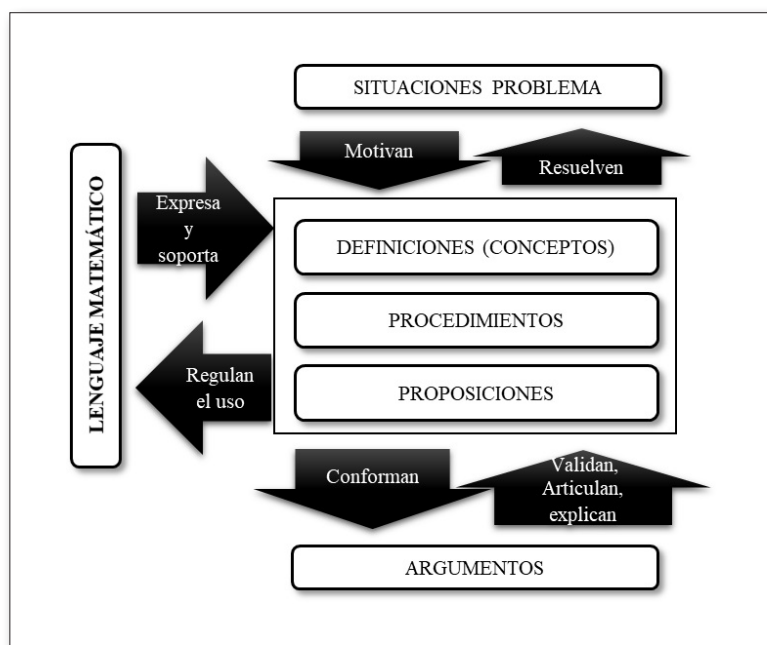 SITUACIONES PROBLEMA
Motivan
Resuelven
LENGUAJE MATEMÁTICO
Expresa
y
soporta
DEFINICIONES (CONCEPTOS)
PROCEDIMIENTOS
Regulan
el uso
PROPOSICIONES
Conforman
Validan,
Articulan,
explican
ARGUMENTOS